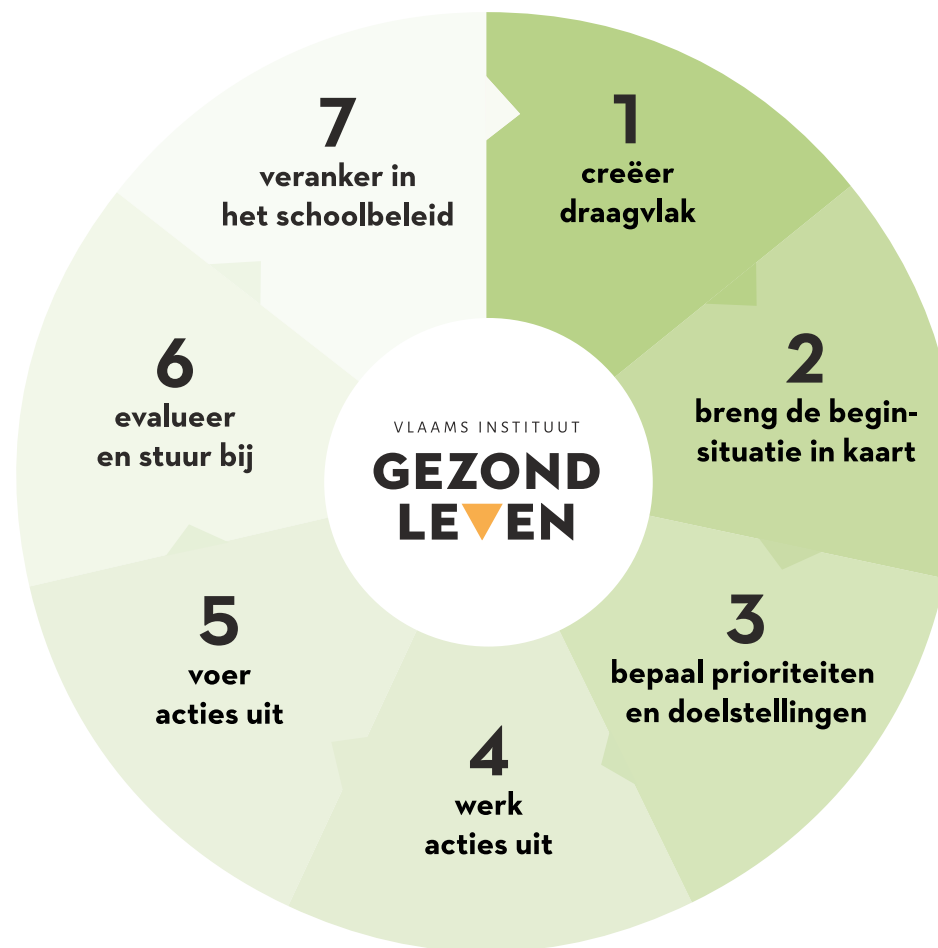 1
creëer
draagvlak
2
breng de begin-
situatie in kaart
3
bepaal prioriteiten
en doelstellingen
4
werk
acties uit
5
voer
acties uit
6
evalueer
en stuur bij
7
veranker in
het schoolbeleid
VLAAMS INSTITUUT
GEZOND
LEVEN